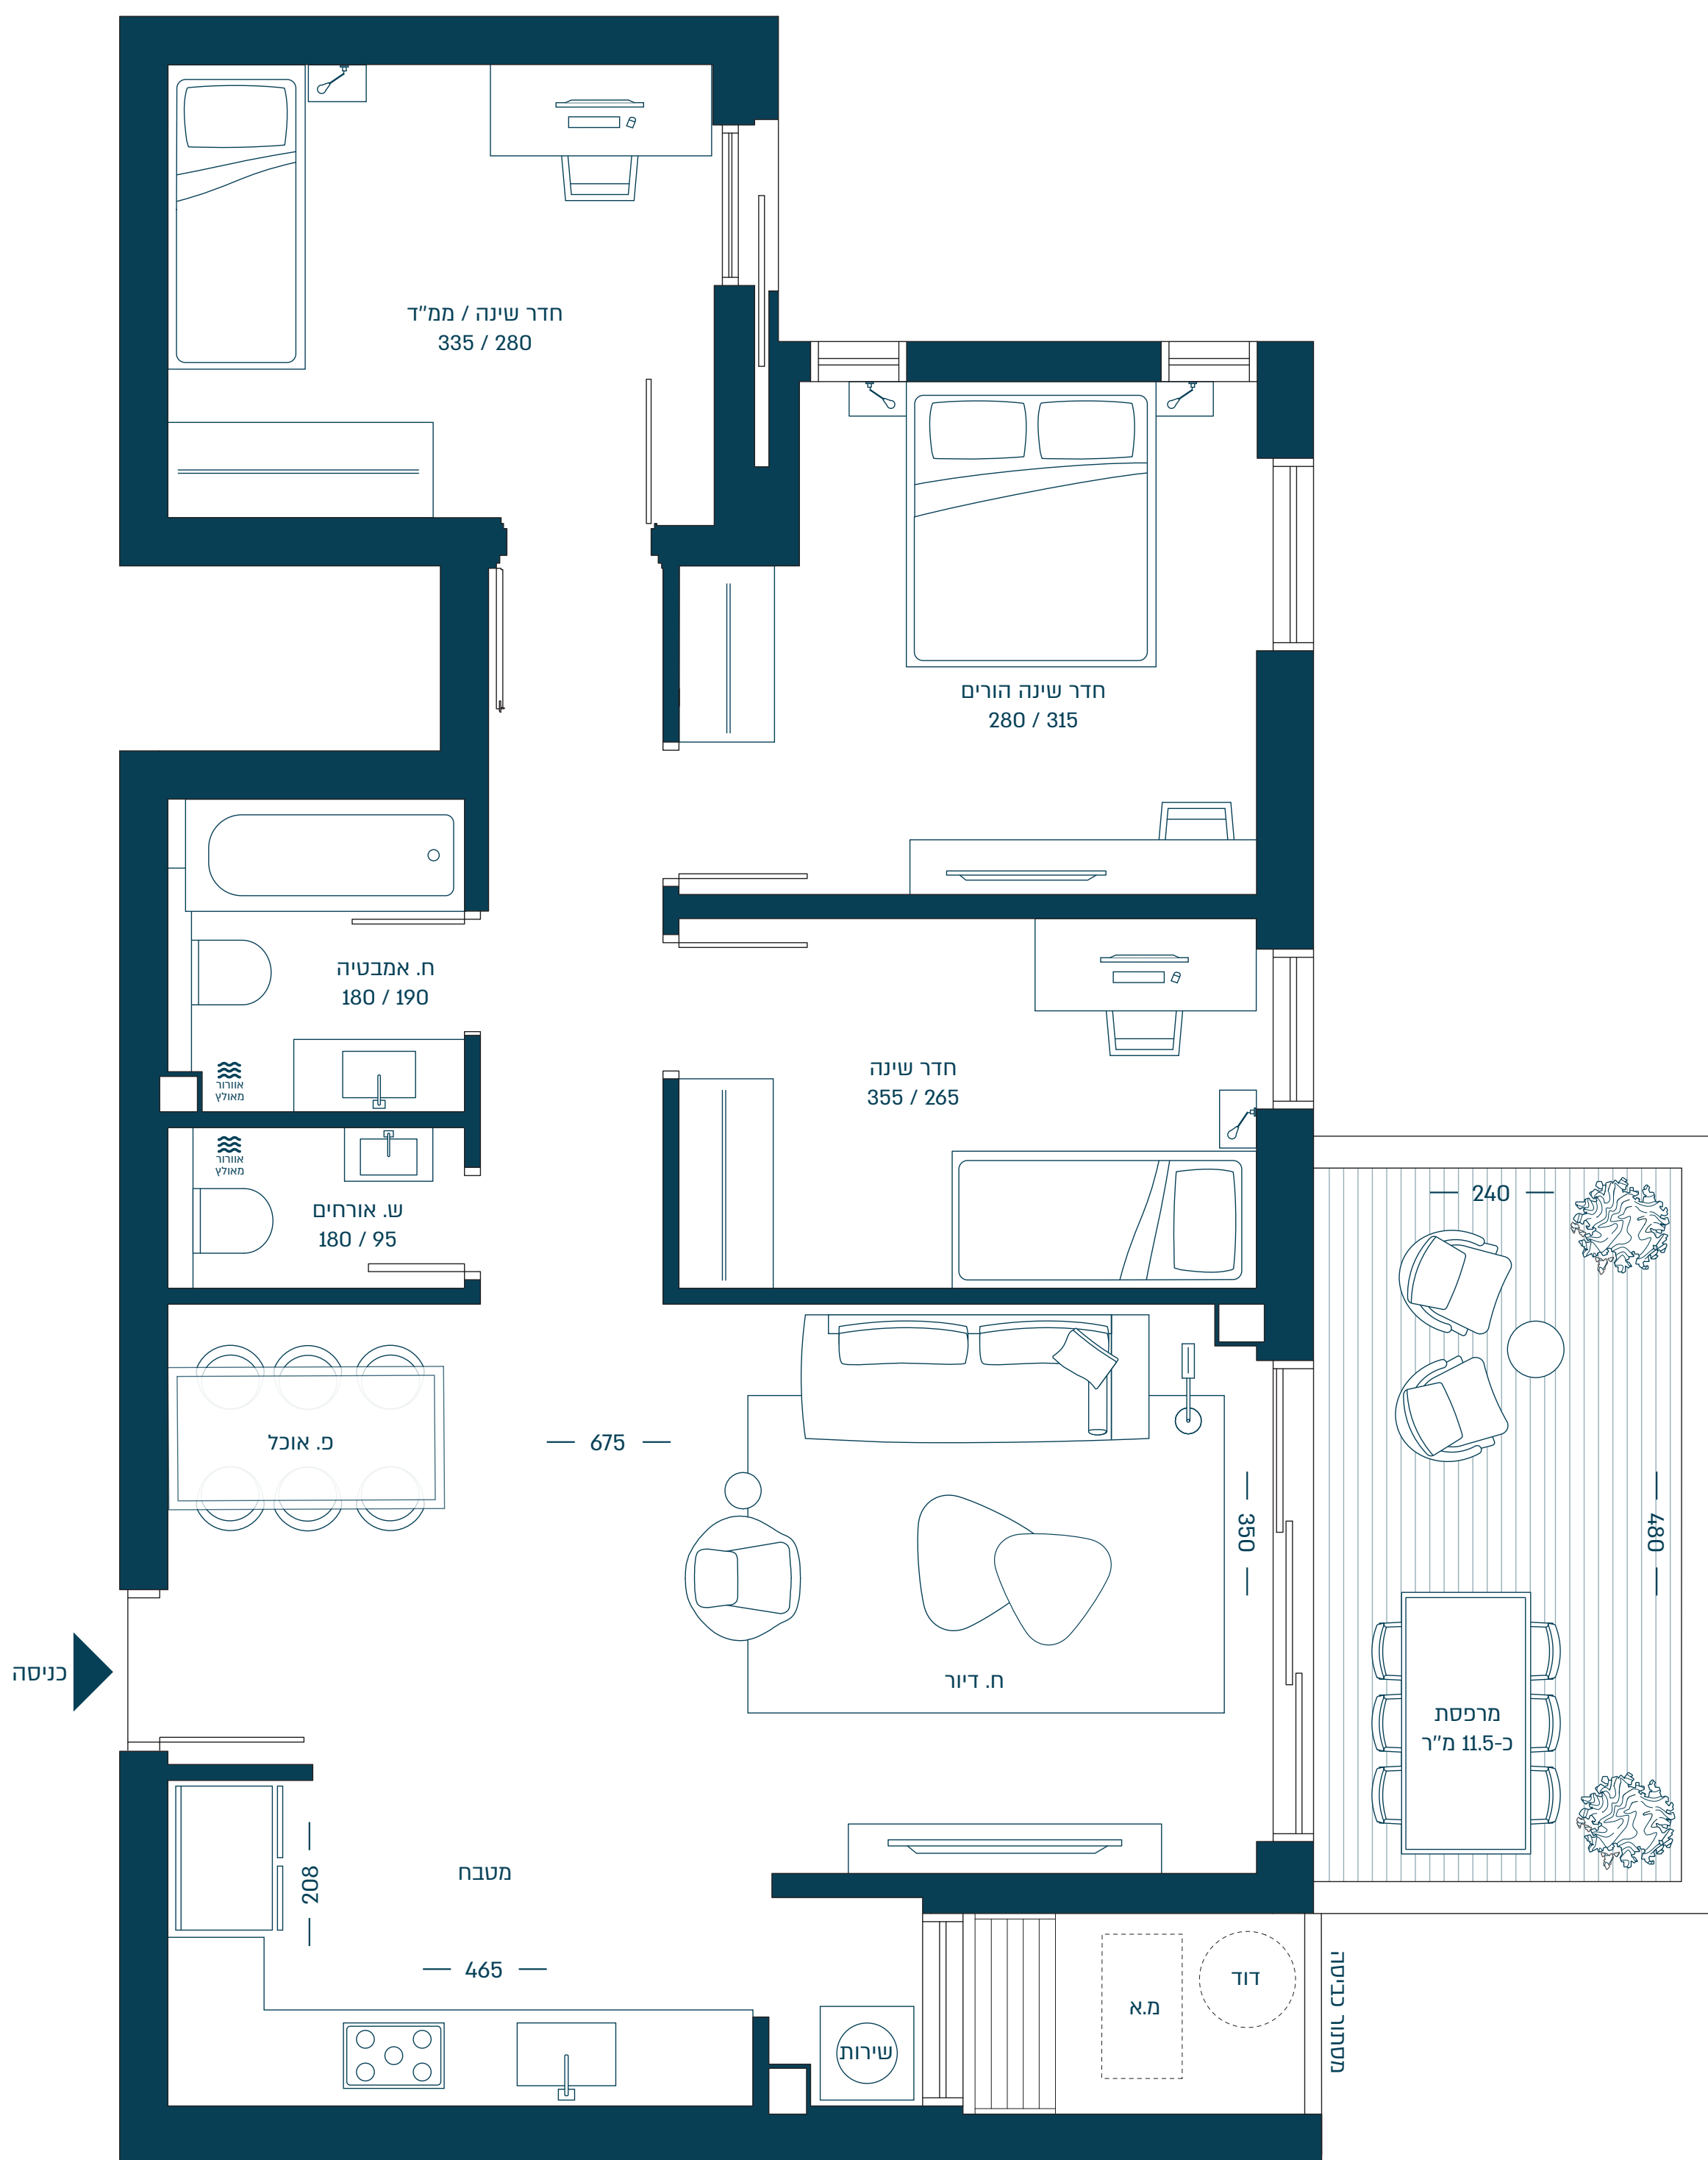 חדר שינה / ממ"ד
335 / 280
חדר שינה הורים
280 / 315
ח. אמבטיה
180 / 190
אוורור
מאולץ
חדר שינה
355 / 265
אוורור
מאולץ
ש. אורחים
180 / 95
240
פ. אוכל
675
350
480
כניסה
ח. דיור
מרפסת
כ-11.5 מ"ר
208
מטבח
465
שירות
מ.א
דוד
מסתור כביסה